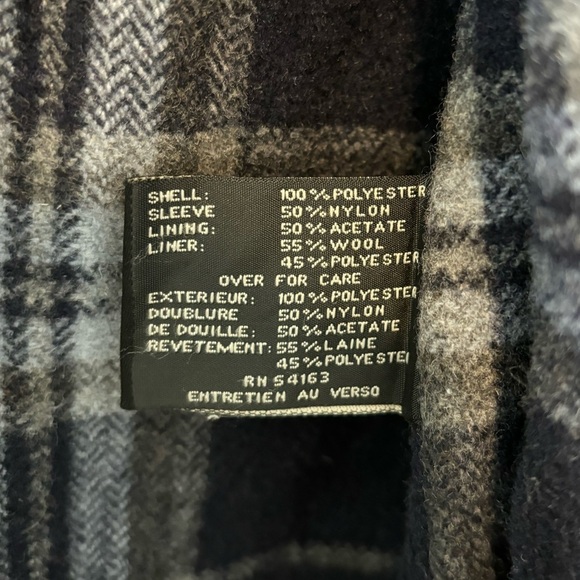 SHELL: 100%POLYESTER
SLEEVE 50%NYLON
LINING: 50%ACETATE
LINER: 55%WOOL
45%POLYESTER
OVER FOR CARE
EXTERIEUR: 100%POLYESTER
DOUBLURE 50%NYLON
DE DOUILLE: 50%ACETATE
REVETEMENT: 55%LAINE
45%POLYESTE
RN 54163
ENTRETIEN AU VERSO